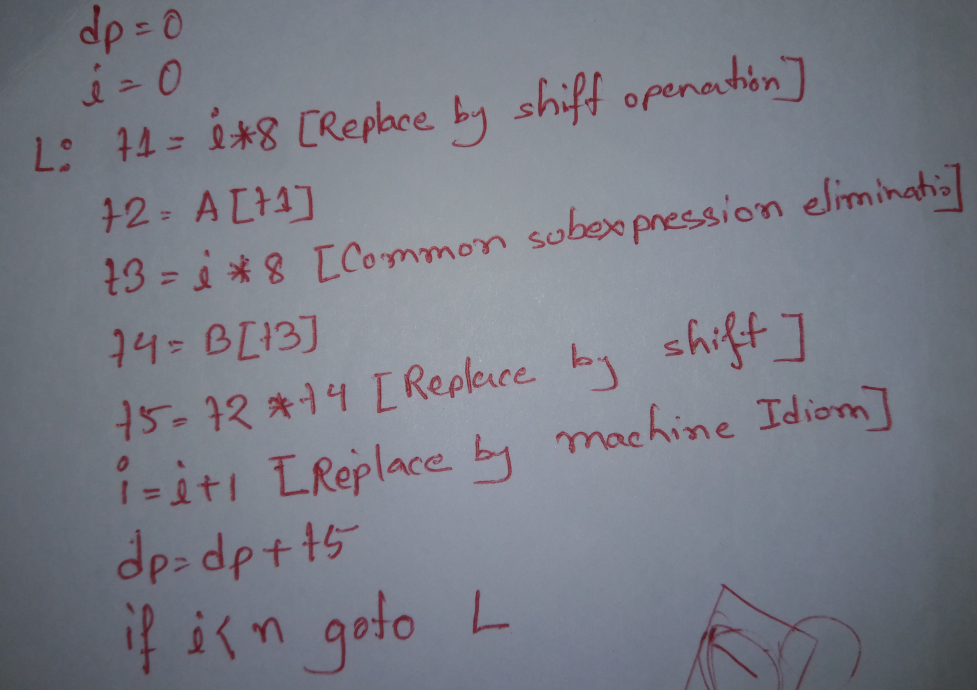 dp = 0
i = 0
L: t1 = i*8 [Replace by shift operation]
t2 = A[t1]
t3 = i * 8 [Common subexpression eliminatio]
t4 = B[t3]
t5 = t2 * t4 [Replace by shift]
i = i+1 [Replace by machine Idiom]
dp = dp + t5
if i < n goto L